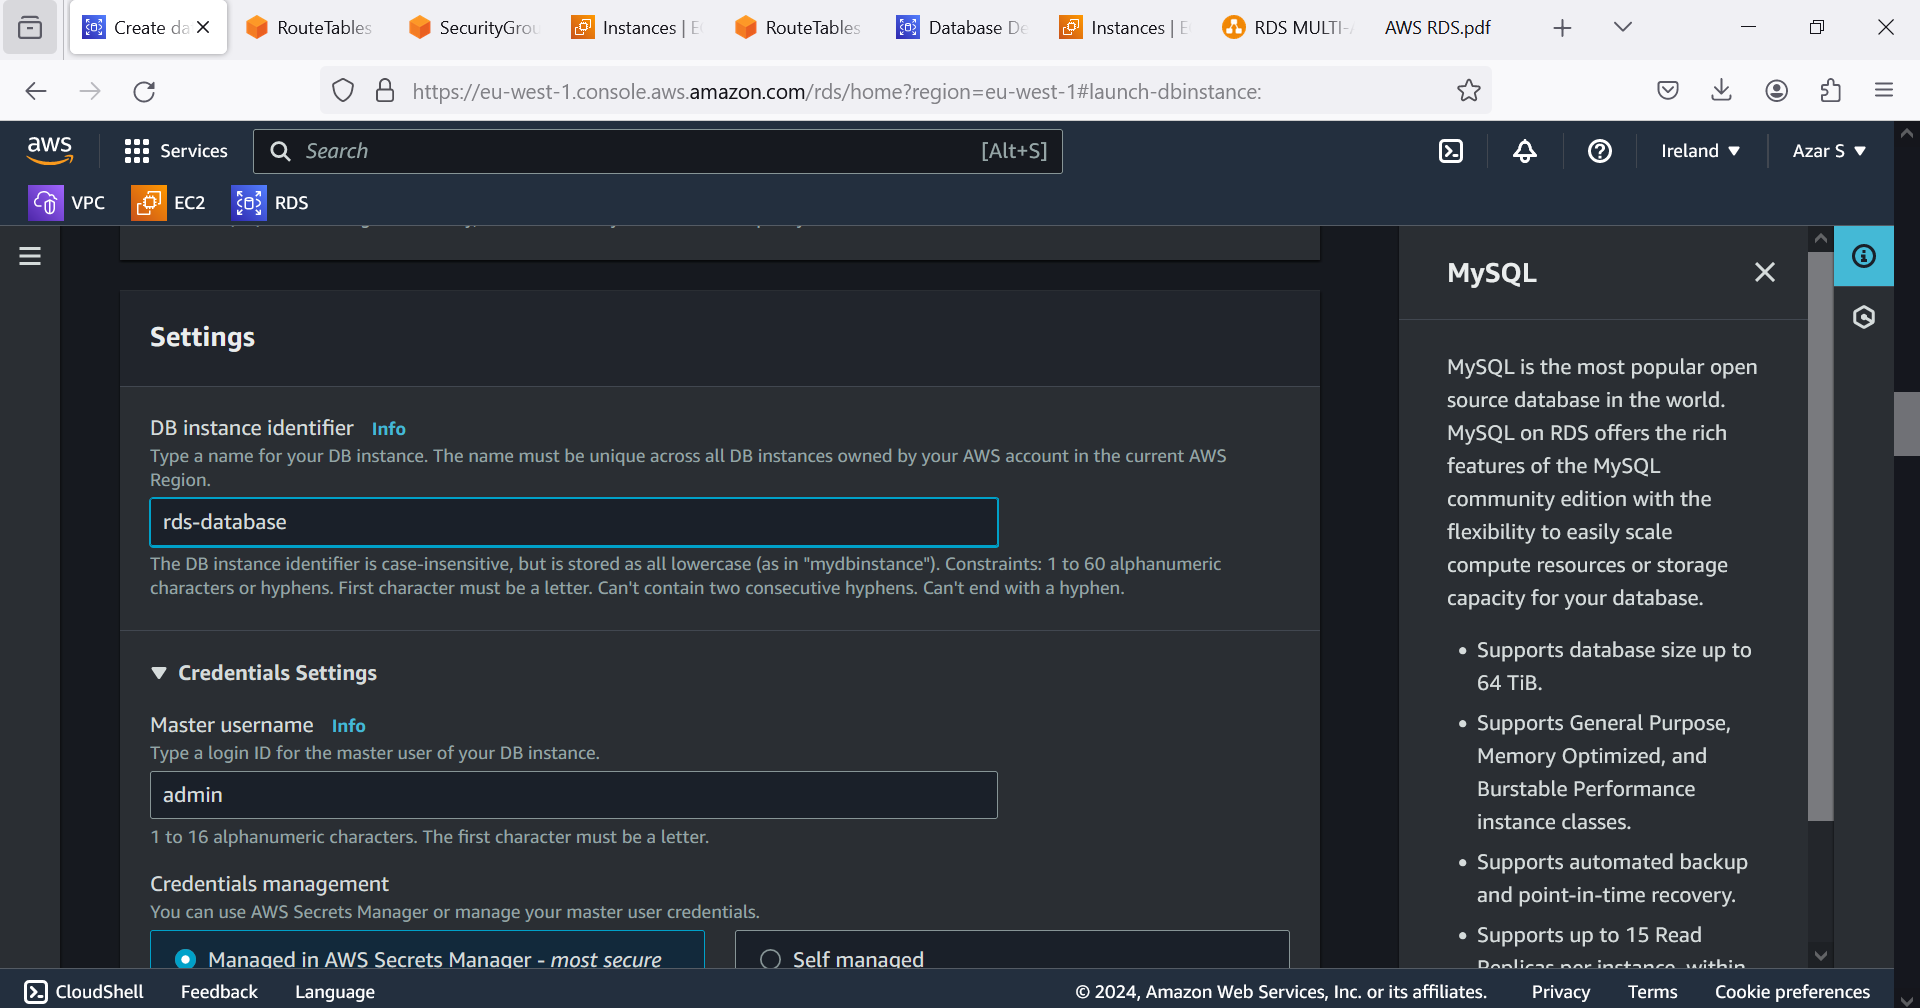 Create da
RouteTables
SecurityGrou
Instances | E
RouteTables
Database De
Instances | E
RDS MULTI-A
AWS RDS.pdf
https://eu-west-1.console.aws.amazon.com/rds/home?region=eu-west-1#launch-dbinstance:
aws
Services
Search
[Alt+S]
Ireland
Azar S
VPC
EC2
RDS
Settings
DB instance identifier Info
Type a name for your DB instance. The name must be unique across all DB instances owned by your AWS account in the current AWS
Region.
rds-database
The DB instance identifier is case-insensitive, but is stored as all lowercase (as in "mydbinstance"). Constraints: 1 to 60 alphanumeric
characters or hyphens. First character must be a letter. Can't contain two consecutive hyphens. Can't end with a hyphen.
Credentials Settings
Master username Info
Type a login ID for the master user of your DB instance.
admin
1 to 16 alphanumeric characters. The first character must be a letter.
Credentials management
You can use AWS Secrets Manager or manage your master user credentials.
Managed in AWS Secrets Manager - most secure
Self managed
MySQL
MySQL is the most popular open
source database in the world.
MySQL on RDS offers the rich
features of the MySQL
community edition with the
flexibility to easily scale
compute resources or storage
capacity for your database.
• Supports database size up to
64 TiB.
• Supports General Purpose,
Memory Optimized, and
Burstable Performance
instance classes.
• Supports automated backup
and point-in-time recovery.
• Supports up to 15 Read
Replicas per instance, within
CloudShell
Feedback
Language
© 2024, Amazon Web Services, Inc. or its affiliates.
Privacy
Terms
Cookie preferences